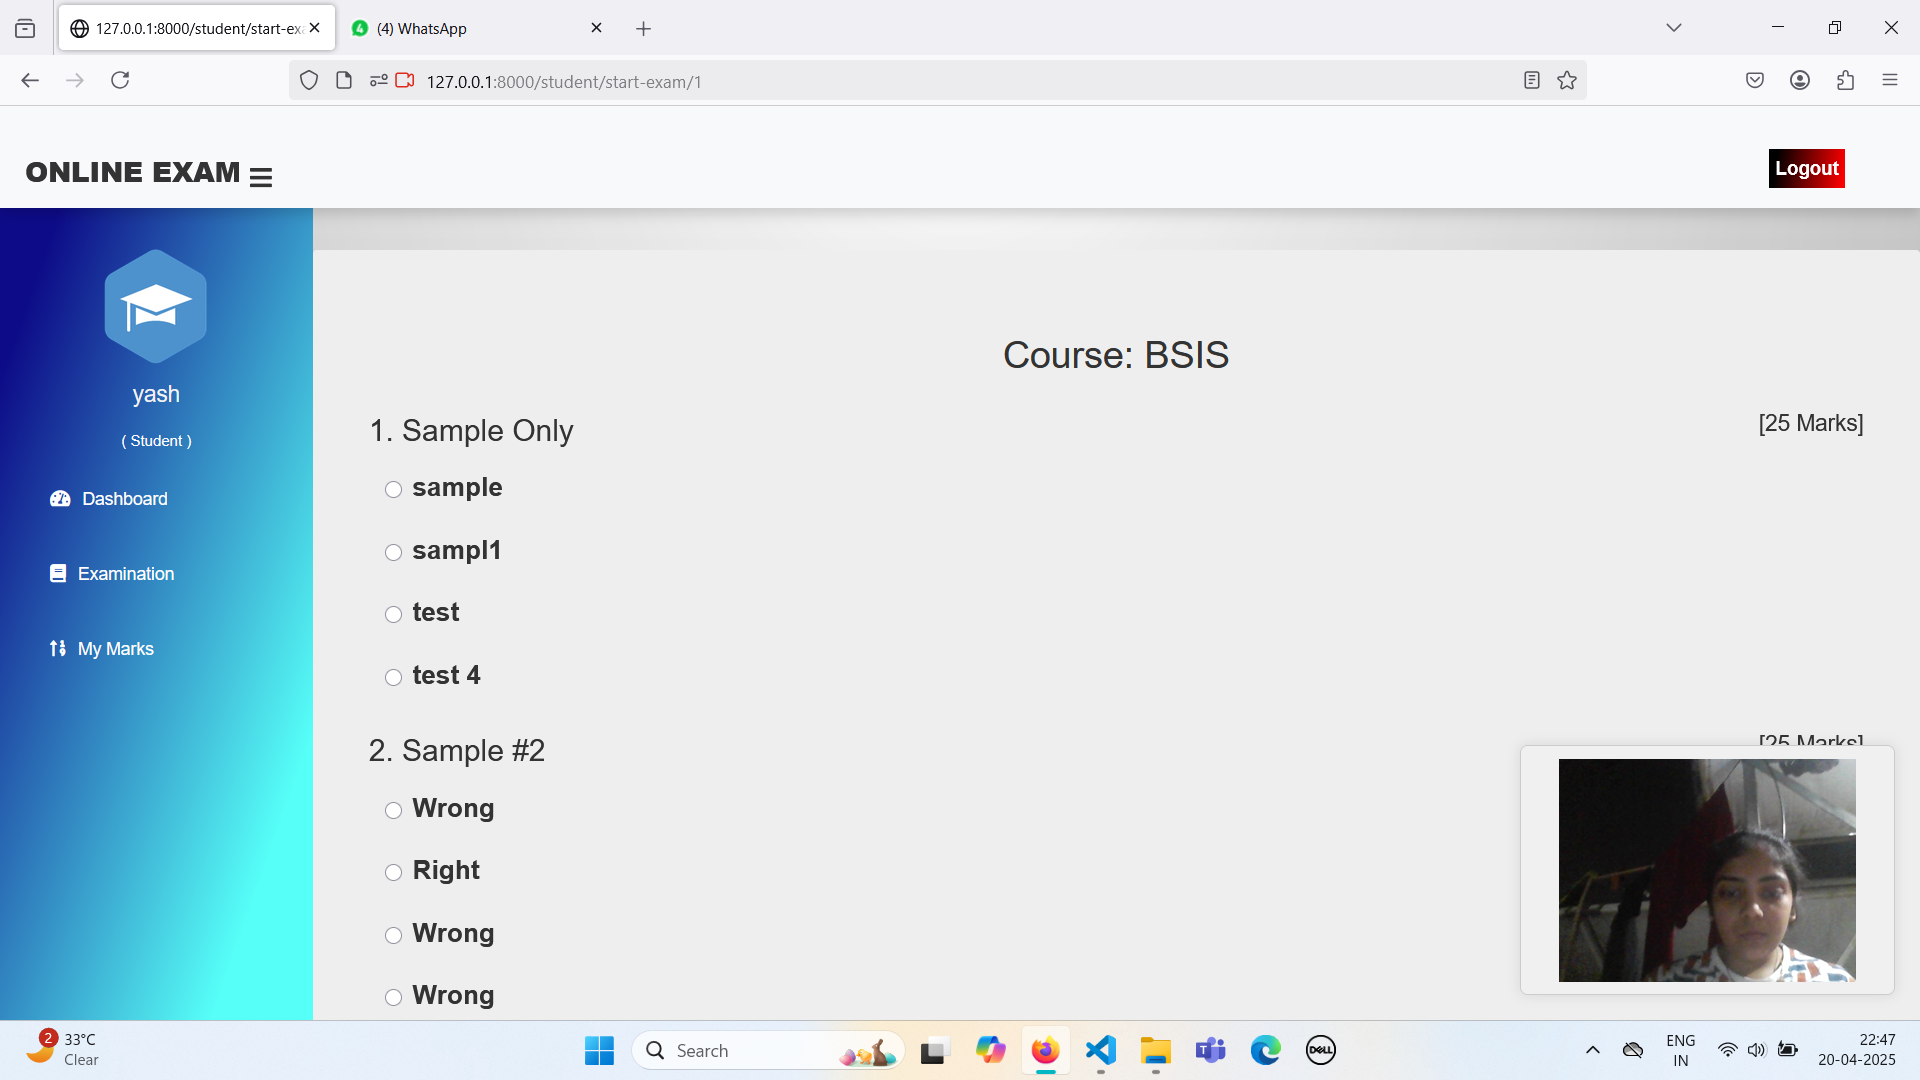 127.0.0.1:8000/student/start-exa
(4) WhatsApp
127.0.0.1:8000/student/start-exam/1
ONLINE EXAM
Logout
yash
( Student )
Dashboard
Examination
My Marks
Course: BSIS
1. Sample Only
[25 Marks]
sample
sampl1
test
test 4
2. Sample #2
[25 Marks]
Wrong
Right
Wrong
Wrong
2
33°C
Clear
Search
DELL
ENG
IN
22:47
20-04-2025